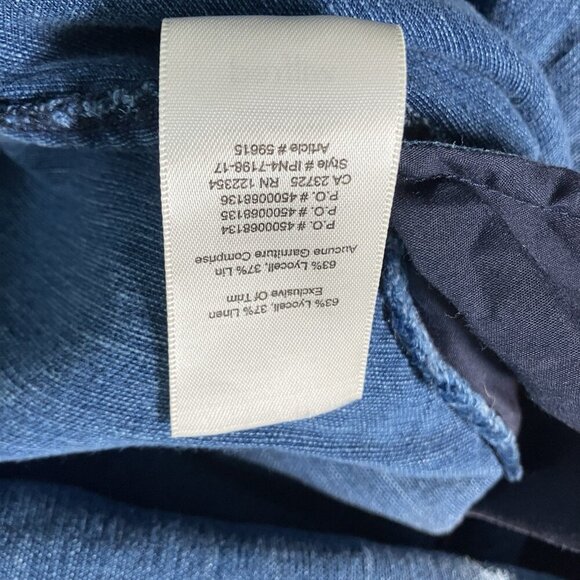 63% Lyocell, 37% Linen
Exclusive Of Trim
63% Lyocell, 37% Lin
Aucune Garniture Comprise
P.O. # 4500068134
P.O. # 4500068135
P.O. # 4500068136
CA 23725 RN 122354
Style # IPN4-7198-17
Article # 59615